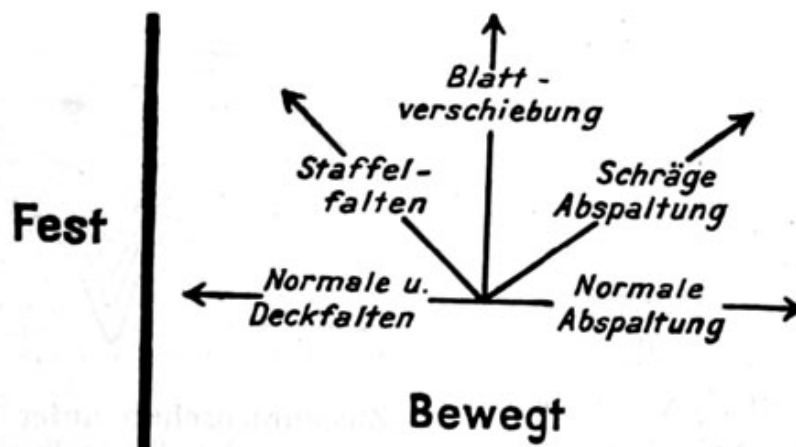 Blatt-
verschiebung
Staffel-
falten
Schräge
Abspaltung
Fest
Normale u.
Deckfalten
Normale
Abspaltung
Bewegt